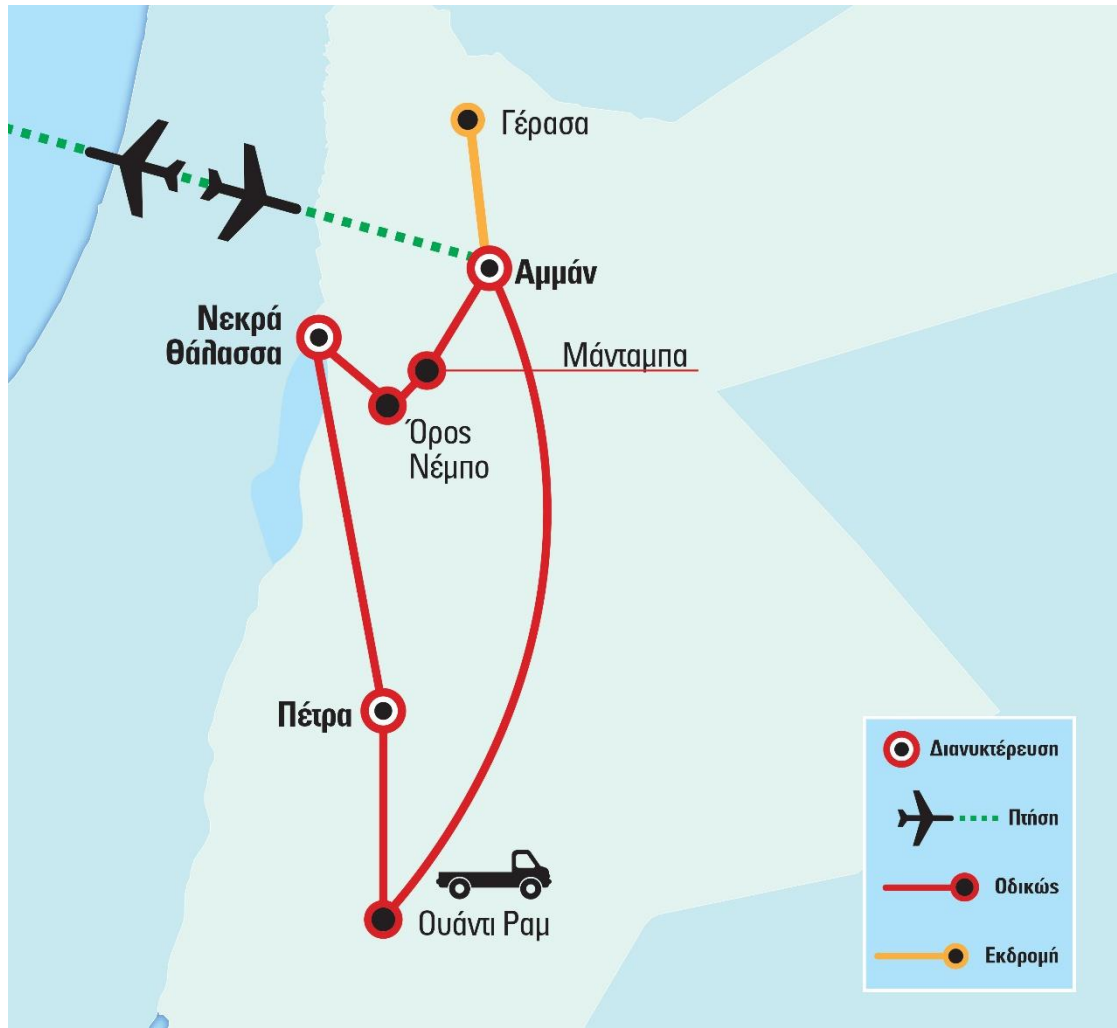 Γέρασα
Αμμάν
Νεκρά
Θάλασσα
Μάνταμπα
Όρος
Νέμπο
Πέτρα
Ουάντι Ραμ
Διανυκτέρευση
Πτήση
Οδικώς
Εκδρομή